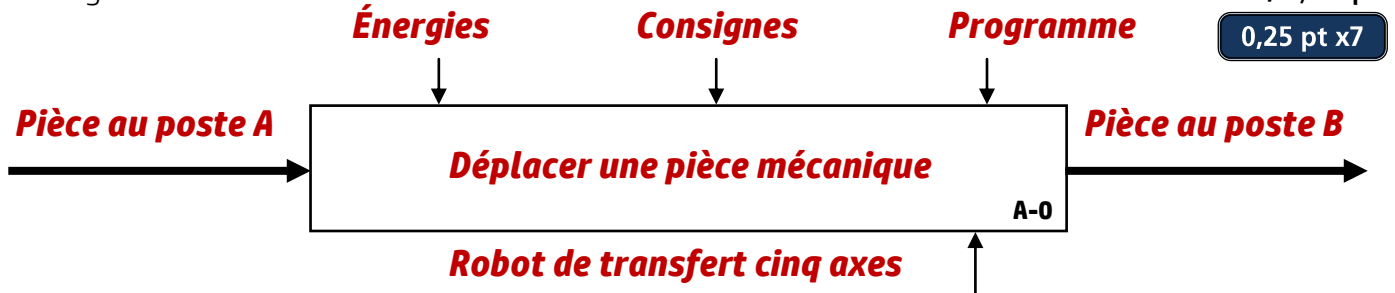 Énergies
Consignes
Programme
0,25 pt x7
Pièce au poste A
Pièce au poste B
Déplacer une pièce mécanique
A-0
Robot de transfert cinq axes